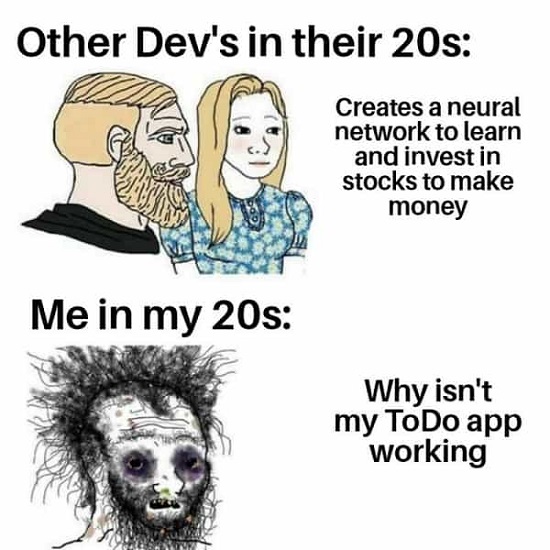 Other Dev's in their 20s:
Creates a neural
network to learn
and invest in
stocks to make
money
Me in my 20s:
Why isn't
my ToDo app
working